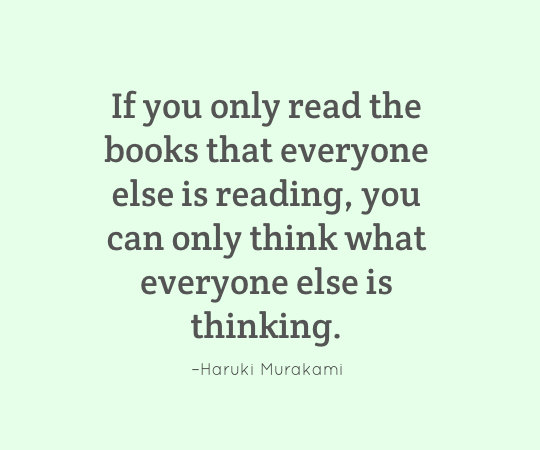 If you only read the
books that everyone
else is reading, you
can only think what
everyone else is
thinking.
–Haruki Murakami